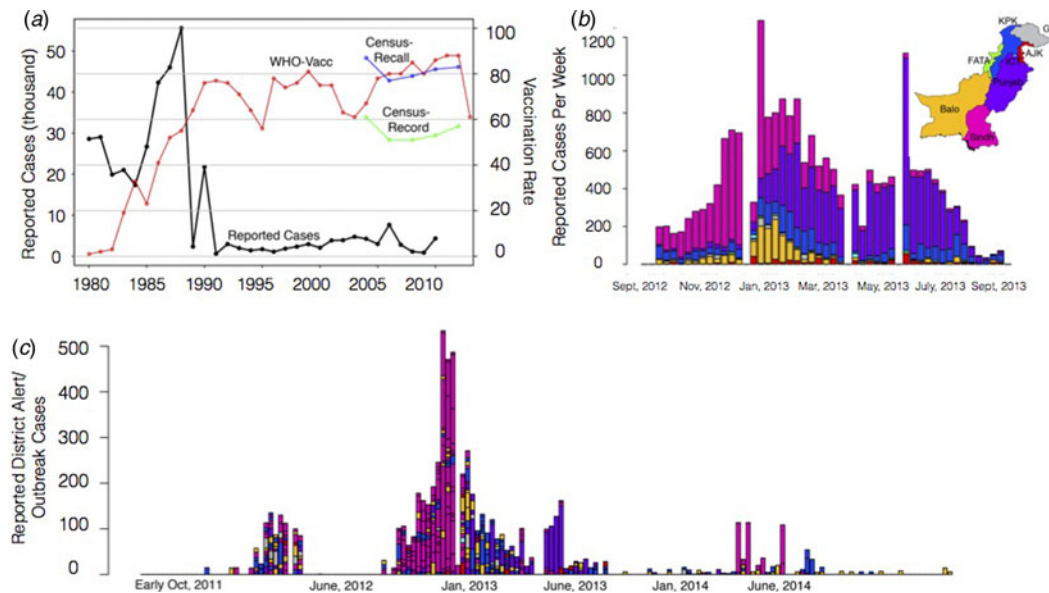 (a)
Reported Cases (thousand)
50
40
30
20
10
0
1980
1985
1990
1995
2000
2005
2010
100
80
60
40
20
0
Vaccination Rate
Census-
Recall
WHO-Vacc
Census-
Record
Reported Cases
(b)
Reported Cases Per Week
1200
1000
800
600
400
200
0
Sept, 2012
Nov, 2012
Jan, 2013
Mar, 2013
May, 2013
July, 2013
Sept, 2013
KPK
G
AJK
FATA
ICT
Punjab
Balo
Sindh
(c)
Reported District Alert/
Outbreak Cases
500
400
300
200
100
0
Early Oct, 2011
June, 2012
Jan, 2013
June, 2013
Jan, 2014
June, 2014